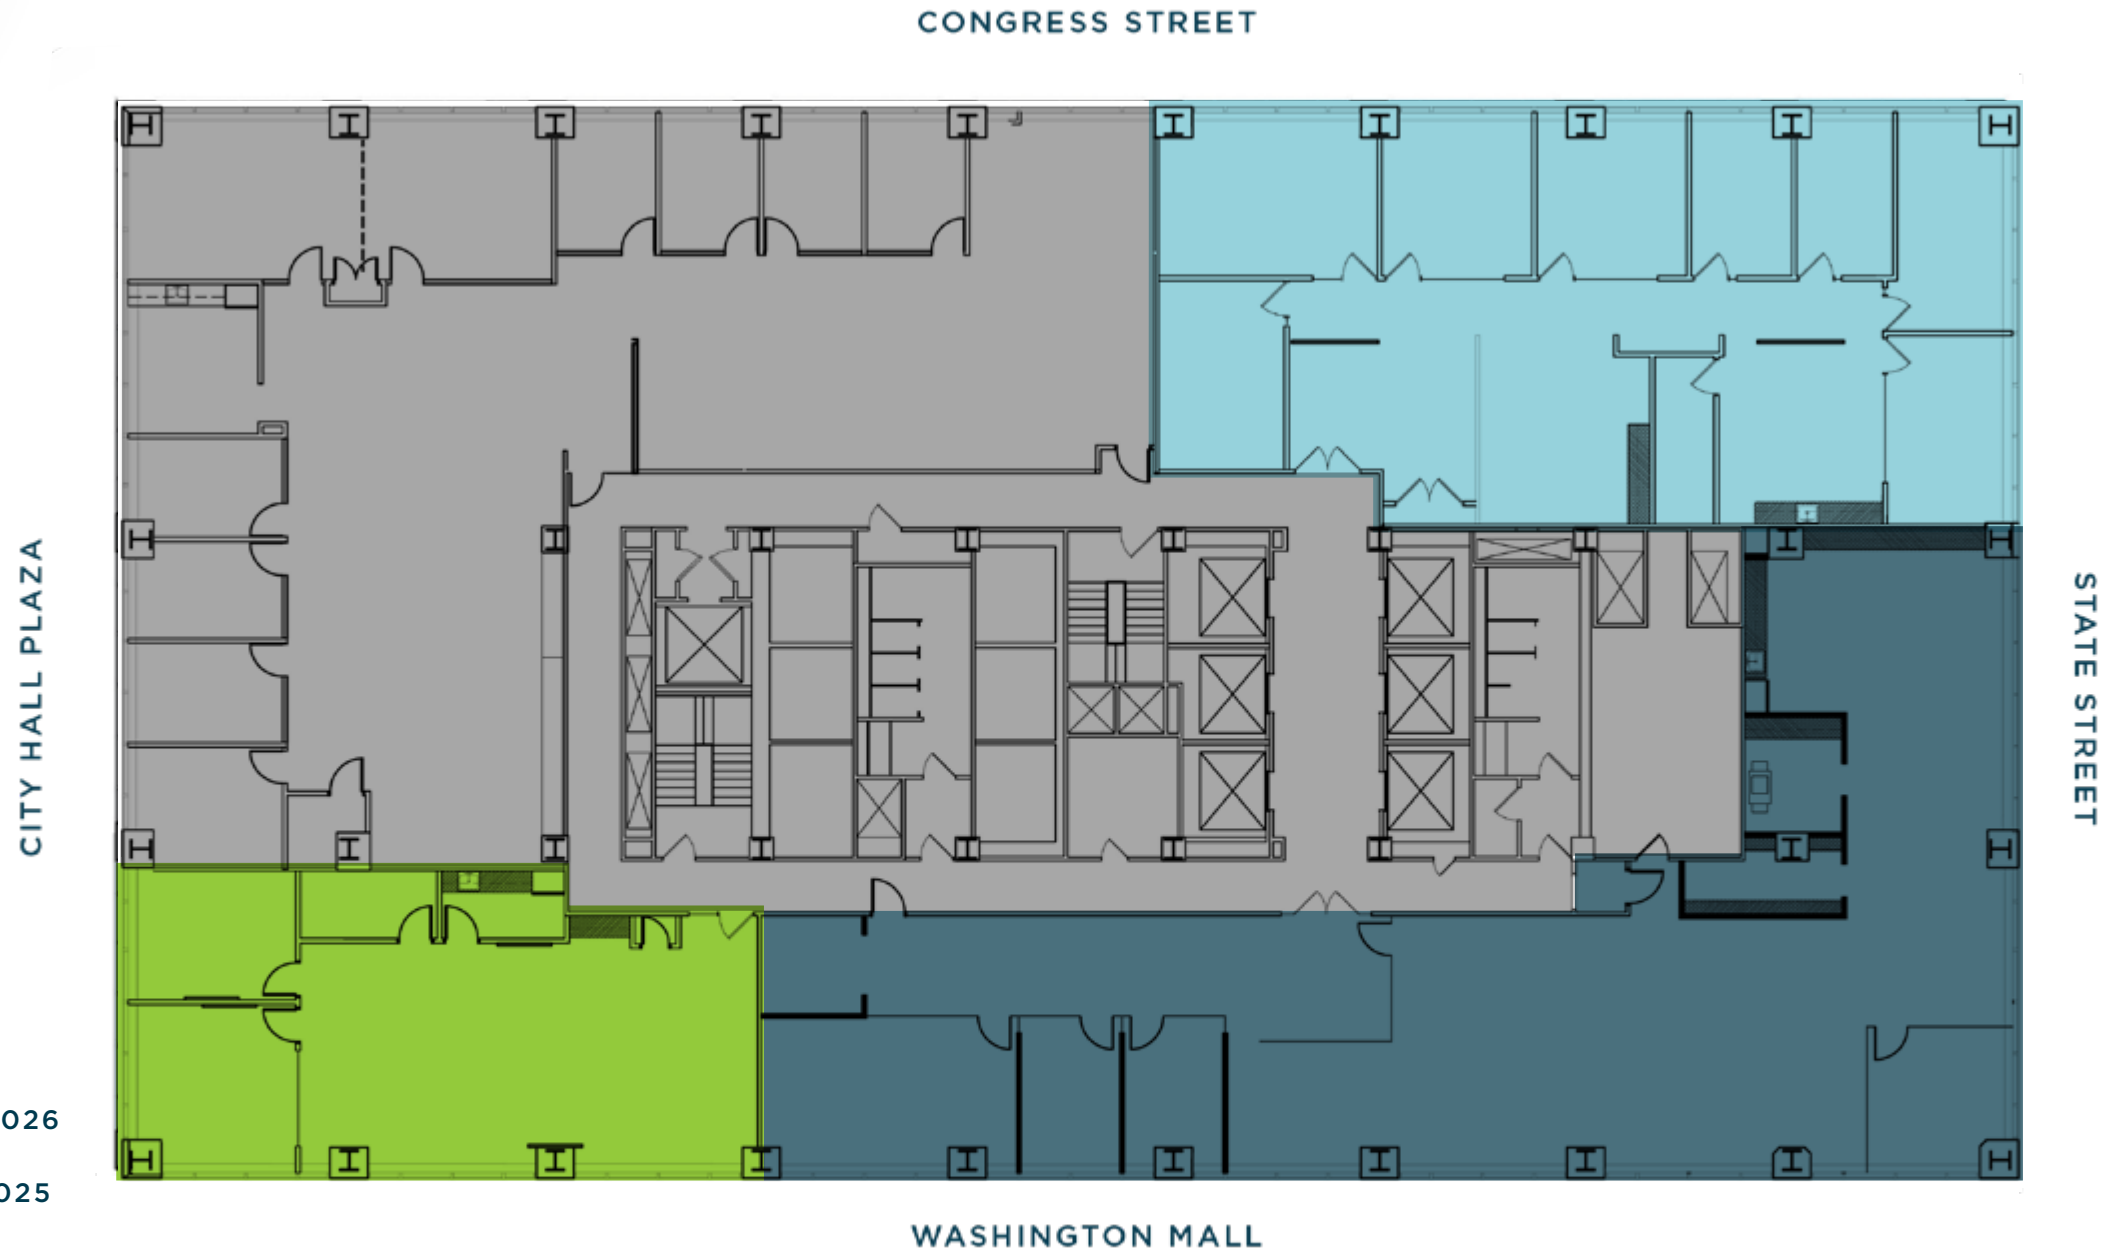 CONGRESS STREET
CITY HALL PLAZA
STATE STREET
026
025
WASHINGTON MALL